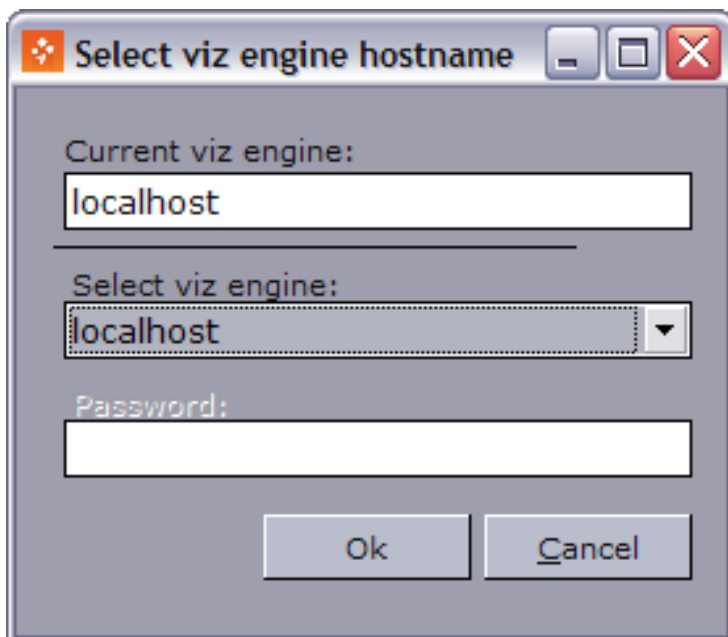 Select viz engine hostname
Current viz engine:
localhost
Select viz engine:
localhost
Password:
Ok Cancel